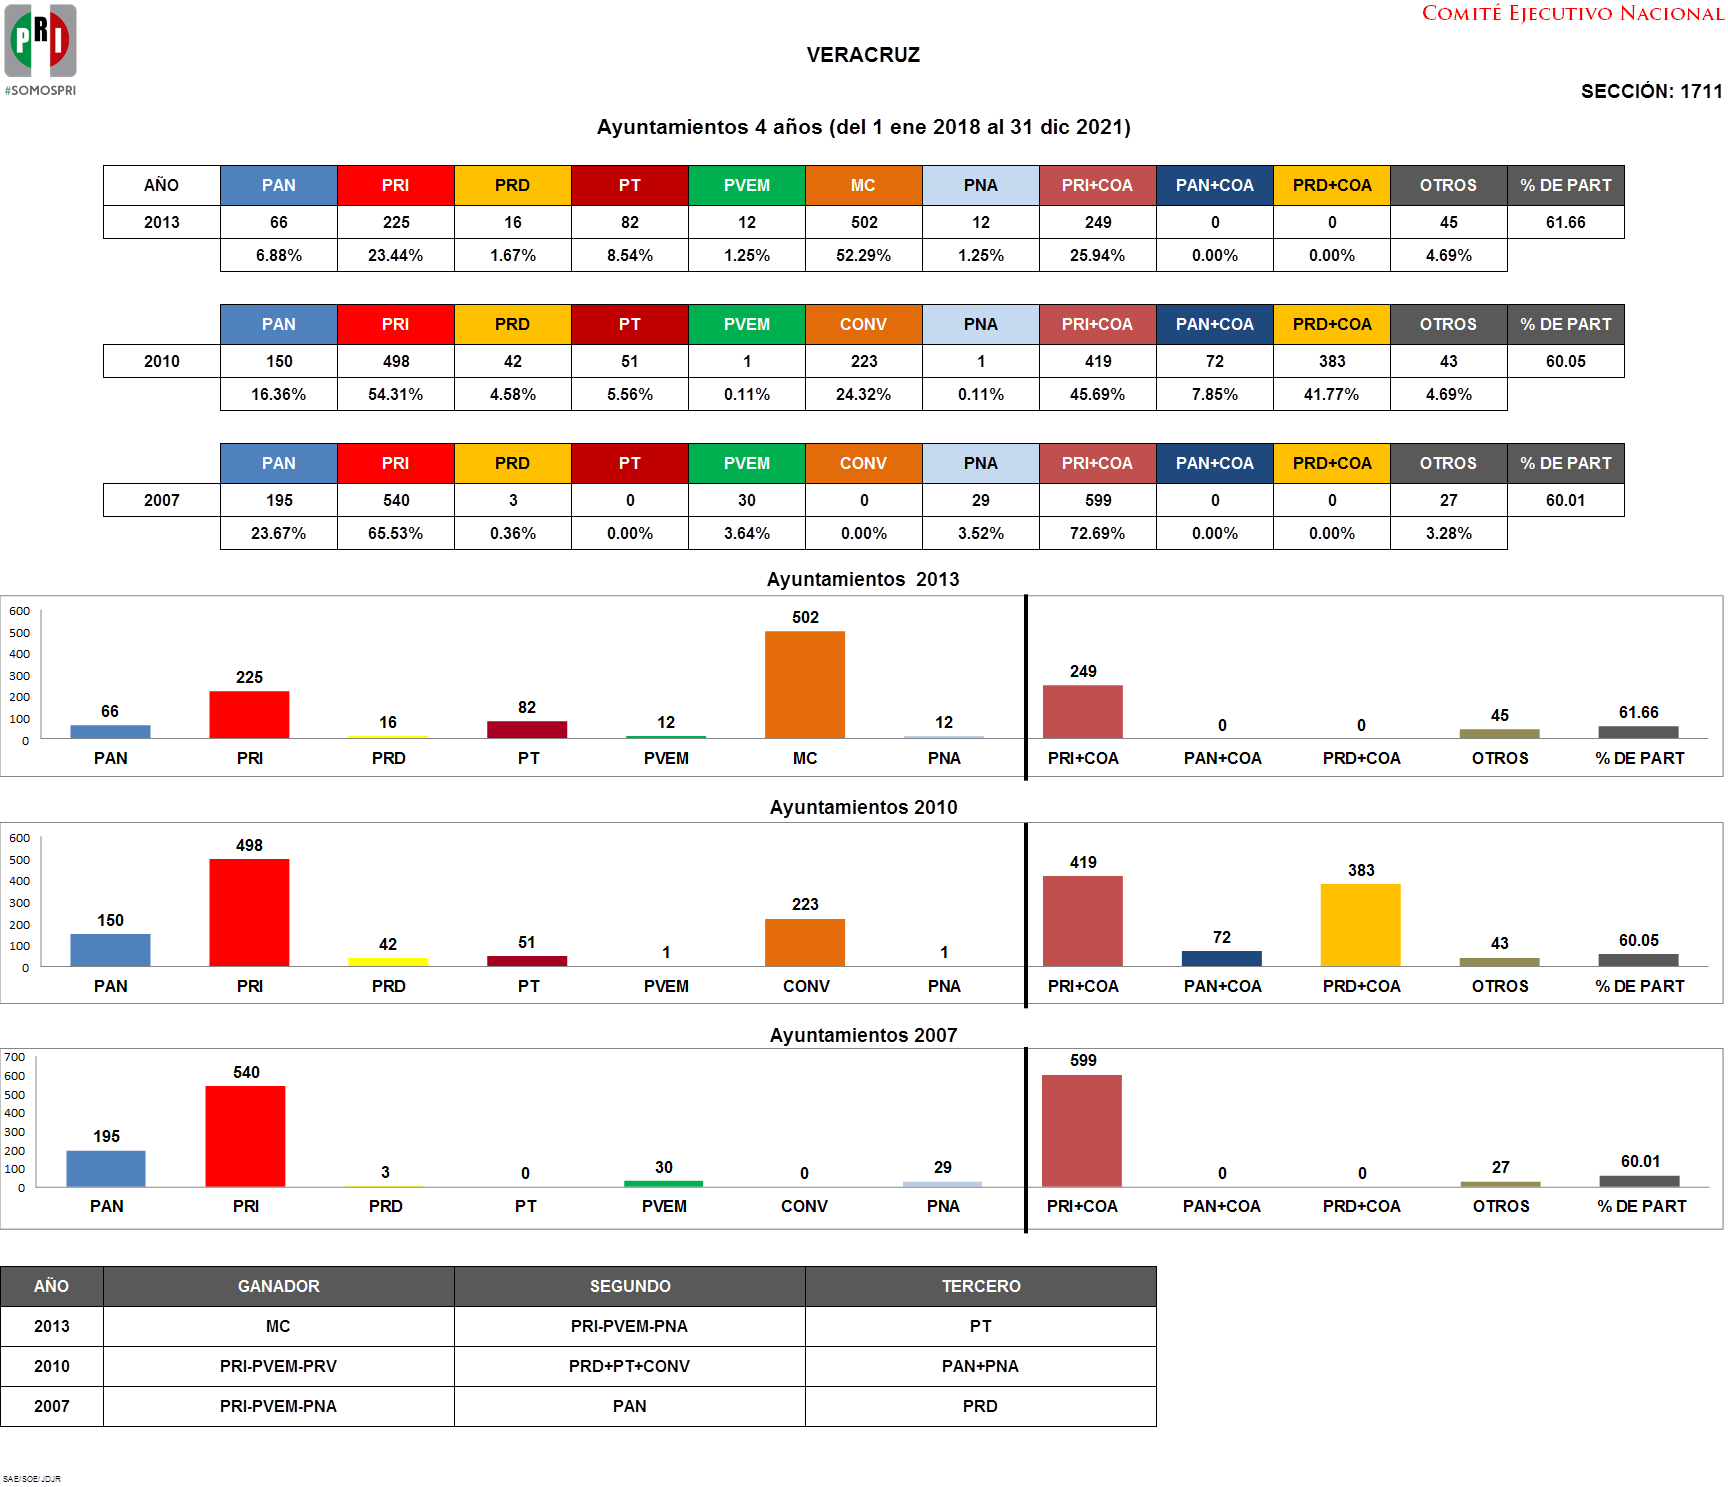 PRI
#SOMOSPRI
COMITÉ EJECUTIVO NACIONAL
VERACRUZ
SECCIÓN: 1711
Ayuntamientos 4 años (del 1 ene 2018 al 31 dic 2021)
AÑO PAN PRI PRD PT PVEM MC PNA PRI+COA PAN+COA PRD+COA OTROS % DE PART
2013 66 225 16 82 12 502 12 249 0 0 45 61.66
6.88% 23.44% 1.67% 8.54% 1.25% 52.29% 1.25% 25.94% 0.00% 0.00% 4.69%
PAN PRI PRD PT PVEM CONV PNA PRI+COA PAN+COA PRD+COA OTROS % DE PART
2010 150 498 42 51 1 223 1 419 72 383 43 60.05
16.36% 54.31% 4.58% 5.56% 0.11% 24.32% 0.11% 45.69% 7.85% 41.77% 4.69%
PAN PRI PRD PT PVEM CONV PNA PRI+COA PAN+COA PRD+COA OTROS % DE PART
2007 195 540 3 0 30 0 29 599 0 0 27 60.01
23.67% 65.53% 0.36% 0.00% 3.64% 0.00% 3.52% 72.69% 0.00% 0.00% 3.28%
Ayuntamientos 2013
600
500
400
300
200
100
0
66 225 16 82 12 502 12 249 0 0 45 61.66
PAN PRI PRD PT PVEM MC PNA PRI+COA PAN+COA PRD+COA OTROS % DE PART
Ayuntamientos 2010
600
500
400
300
200
100
0
150 498 42 51 1 223 1 419 72 383 43 60.05
PAN PRI PRD PT PVEM CONV PNA PRI+COA PAN+COA PRD+COA OTROS % DE PART
Ayuntamientos 2007
700
600
500
400
300
200
100
0
195 540 3 0 30 0 29 599 0 0 27 60.01
PAN PRI PRD PT PVEM CONV PNA PRI+COA PAN+COA PRD+COA OTROS % DE PART
AÑO GANADOR SEGUNDO TERCERO
2013 MC PRI-PVEM-PNA PT
2010 PRI-PVEM-PRV PRD+PT+CONV PAN+PNA
2007 PRI-PVEM-PNA PAN PRD
SAE/SOE/JDJR